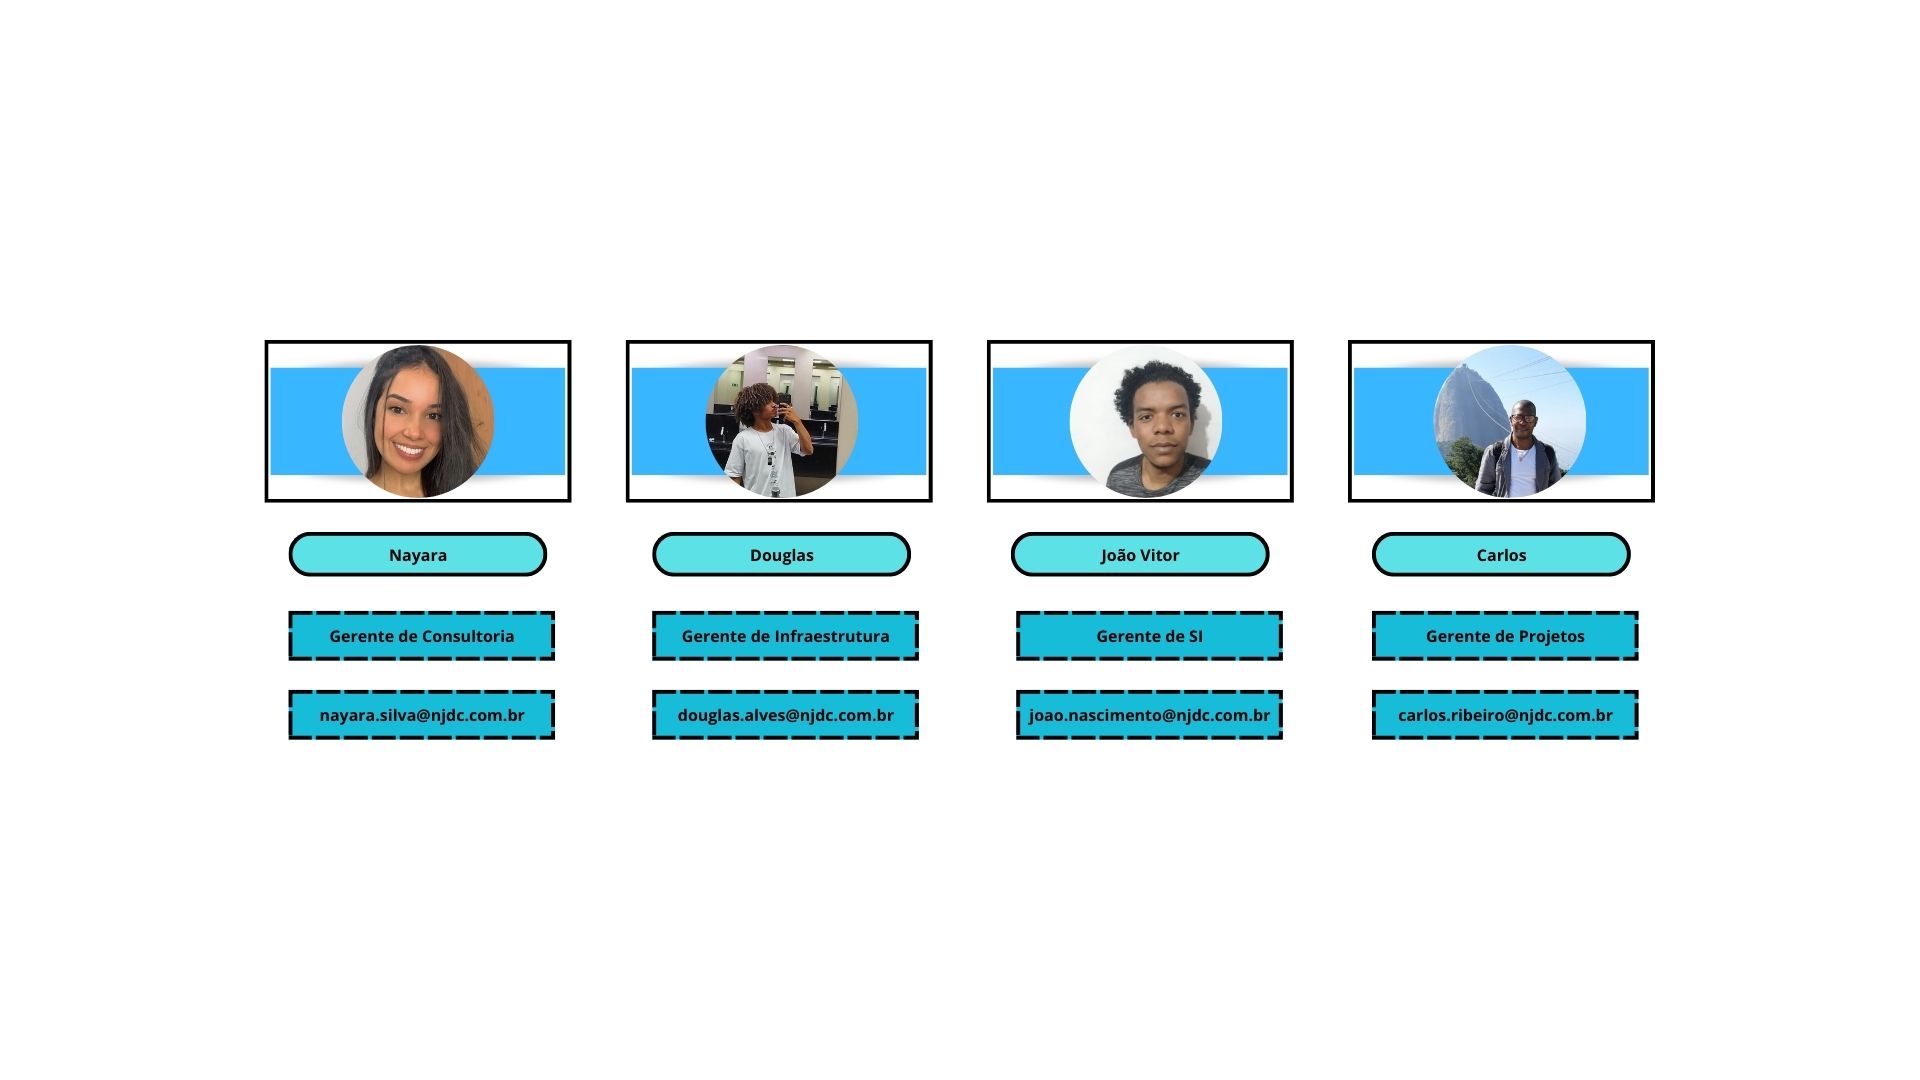 Nayara
Douglas
João Vitor
Carlos
Gerente de Consultoria
Gerente de Infraestrutura
Gerente de SI
Gerente de Projetos
nayara.silva@njdc.com.br
douglas.alves@njdc.com.br
joao.nascimento@njdc.com.br
carlos.ribeiro@njdc.com.br